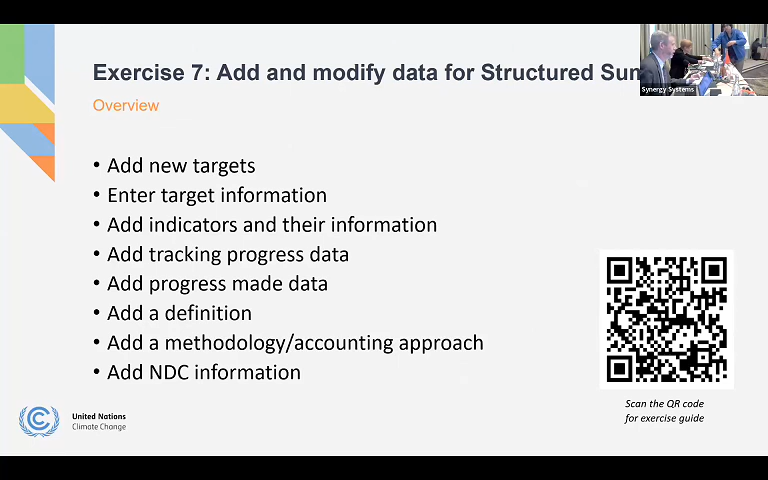 Exercise 7: Add and modify data for Structured
Synergy Systems
Overview
• Add new targets
• Enter target information
• Add indicators and their information
• Add tracking progress data
• Add progress made data
• Add a definition
• Add a methodology/accounting approach
• Add NDC information
Scan the QR code
for exercise guide
United Nations
Climate Change